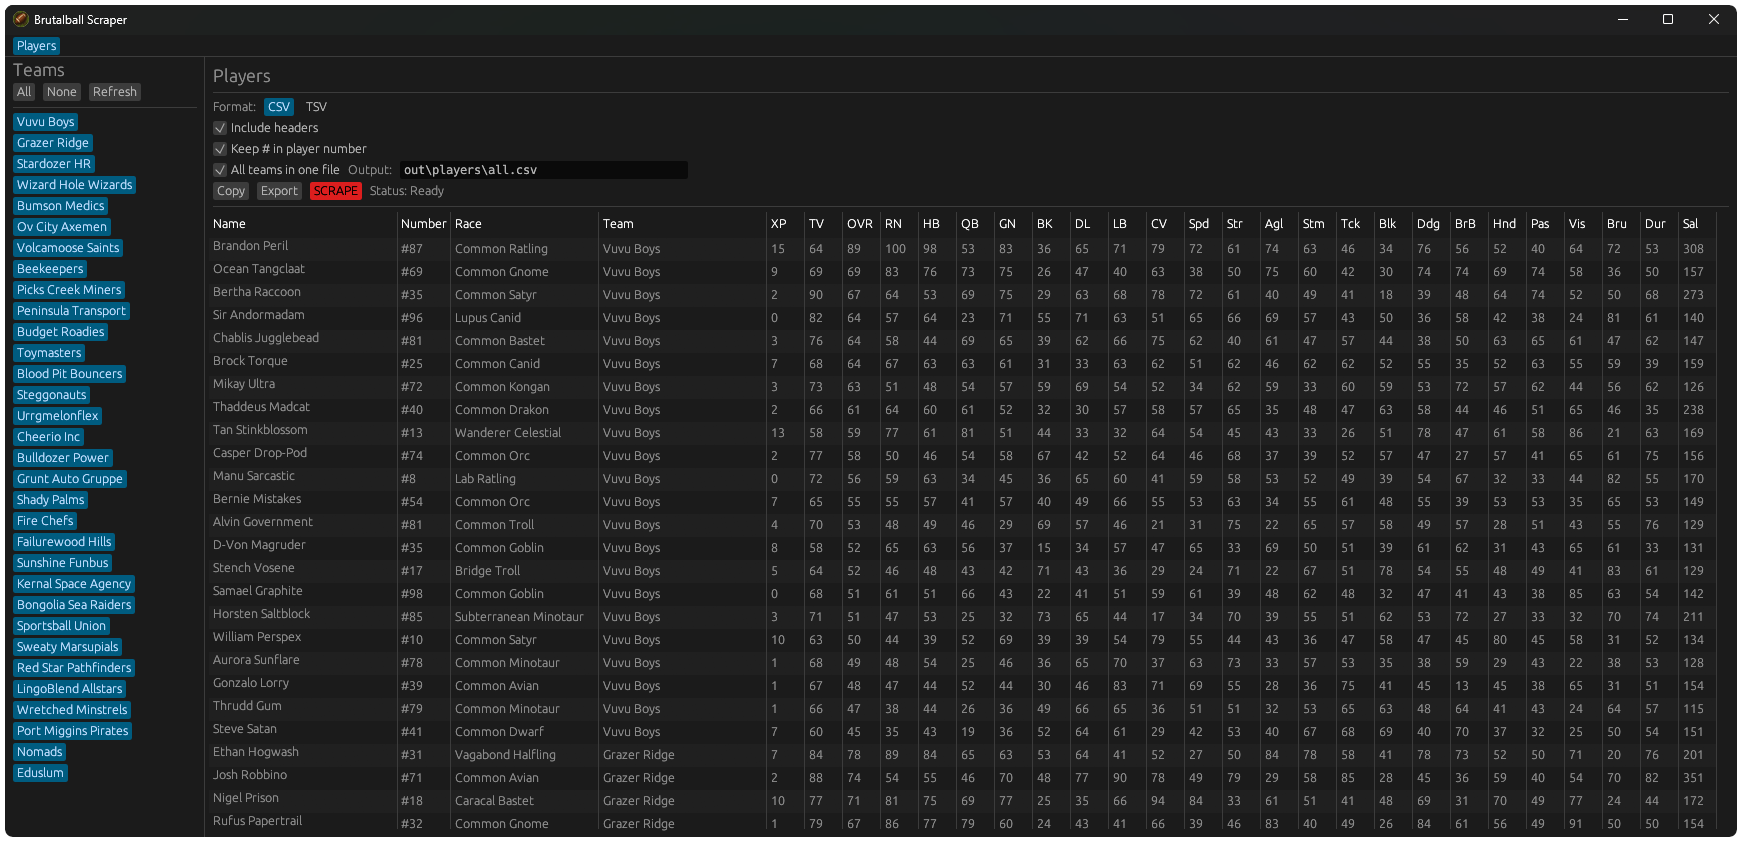 Brutalball Scraper
Players
Teams
All None Refresh
Vuvu Boys
Grazer Ridge
Stardozer HR
Wizard Hole Wizards
Bumson Medics
Ov City Axemen
Volcamoose Saints
Beekeepers
Picks Creek Miners
Peninsula Transport
Budget Roadies
Toymasters
Blood Pit Bouncers
Steggonauts
Urrgmelonflex
Cheerio Inc
Bulldozer Power
Grunt Auto Gruppe
Shady Palms
Fire Chefs
Failurewood Hills
Sunshine Funbus
Kernal Space Agency
Bongolia Sea Raiders
Sportsball Union
Sweaty Marsupials
Red Star Pathfinders
LingoBlend Allstars
Wretched Minstrels
Port Miggins Pirates
Nomads
Eduslum
Players
Format: CSV TSV
Include headers
Keep # in player number
All teams in one file Output: out\players\all.csv
Copy Export SCRAPE Status: Ready
Name Number Race Team XP TV OVR RN HB QB GN BK DL LB CV Spd Str Agl Stm Tck Blk Ddg BrB Hnd Pas Vis Bru Dur Sal
Brandon Peril #87 Common Ratling Vuvu Boys 15 64 89 100 98 53 83 36 65 71 79 72 61 74 63 46 34 76 56 52 40 64 72 53 308
Ocean Tangclaat #69 Common Gnome Vuvu Boys 9 69 69 83 76 73 75 26 47 40 63 38 50 75 60 42 30 74 74 69 74 58 36 50 157
Bertha Raccoon #35 Common Satyr Vuvu Boys 2 90 67 64 53 69 75 29 63 68 78 72 61 40 49 41 18 39 48 64 74 52 50 68 273
Sir Andormadam #96 Lupus Canid Vuvu Boys 0 82 64 57 64 23 71 55 71 63 51 65 66 69 57 43 50 36 58 42 38 24 81 61 140
Chablis Jugglebead #81 Common Bastet Vuvu Boys 3 76 64 58 44 69 65 39 62 66 75 62 40 61 47 57 44 38 50 63 65 61 47 62 147
Brock Torque #25 Common Canid Vuvu Boys 7 68 64 67 63 63 61 31 33 63 62 51 62 46 62 62 52 55 35 52 63 55 59 39 159
Mikay Ultra #72 Common Kongan Vuvu Boys 3 73 63 51 48 54 57 59 69 54 52 34 62 59 33 60 59 53 72 57 62 44 56 62 126
Thaddeus Madcat #40 Common Drakon Vuvu Boys 2 66 61 64 60 61 52 32 30 57 58 57 65 35 48 47 63 58 44 46 51 65 46 35 238
Tan Stinkblossom #13 Wanderer Celestial Vuvu Boys 13 58 59 77 61 81 51 44 33 32 64 54 45 43 33 26 51 78 47 61 58 86 21 63 169
Casper Drop-Pod #74 Common Orc Vuvu Boys 2 77 58 50 46 54 58 67 42 52 64 46 68 37 39 52 57 47 27 57 41 65 61 75 156
Manu Sarcastic #8 Lab Ratling Vuvu Boys 0 72 56 59 63 34 45 36 65 60 41 59 58 53 52 49 39 54 67 32 33 44 82 55 170
Bernie Mistakes #54 Common Orc Vuvu Boys 7 65 55 55 57 41 57 40 49 66 55 53 63 34 55 61 48 55 39 53 53 35 65 53 149
Alvin Government #81 Common Troll Vuvu Boys 4 70 53 48 49 46 29 69 57 46 21 31 75 22 65 57 58 49 57 28 51 43 55 76 129
D-Von Magruder #35 Common Goblin Vuvu Boys 8 58 52 65 63 56 37 15 34 57 47 65 33 69 50 51 39 61 62 31 43 65 61 33 131
Stench Vosene #17 Bridge Troll Vuvu Boys 5 64 52 46 48 43 42 71 43 36 29 24 71 22 67 51 78 54 55 48 49 41 83 61 129
Samael Graphite #98 Common Goblin Vuvu Boys 0 68 51 61 51 66 43 22 41 51 59 61 39 48 62 48 32 47 41 43 38 85 63 54 142
Horsten Saltblock #85 Subterranean Minotaur Vuvu Boys 3 71 51 47 53 25 32 73 65 44 17 34 70 39 55 51 62 53 72 27 33 32 70 74 211
William Perspex #10 Common Satyr Vuvu Boys 10 63 50 44 39 52 69 39 39 54 79 55 44 43 36 47 58 47 45 80 45 58 31 52 134
Aurora Sunflare #78 Common Minotaur Vuvu Boys 1 68 49 48 54 25 46 36 65 70 37 63 73 33 57 53 35 38 59 29 43 22 38 53 128
Gonzalo Lorry #39 Common Avian Vuvu Boys 1 67 48 47 44 52 44 30 46 83 71 69 55 28 36 75 41 45 13 45 38 65 31 51 154
Thrudd Gum #79 Common Minotaur Vuvu Boys 1 66 47 38 44 26 36 49 66 65 36 51 51 32 53 65 63 48 64 41 43 24 64 57 115
Steve Satan #41 Common Dwarf Vuvu Boys 7 60 45 35 43 19 36 52 64 61 29 42 53 40 67 68 69 40 70 37 32 25 50 54 151
Ethan Hogwash #31 Vagabond Halfling Grazer Ridge 7 84 78 89 84 65 63 53 64 41 52 27 50 84 78 58 41 78 73 52 50 71 20 76 201
Josh Robbino #71 Common Avian Grazer Ridge 2 88 74 54 55 46 70 48 77 90 78 49 79 29 58 85 28 45 36 59 40 54 70 82 351
Nigel Prison #18 Caracal Bastet Grazer Ridge 10 77 71 81 75 69 77 25 35 66 94 84 33 61 51 41 48 69 31 70 49 77 24 44 172
Rufus Papertrail #32 Common Gnome Grazer Ridge 1 79 67 86 77 79 60 24 43 41 66 39 46 83 40 49 26 84 61 56 49 91 50 50 154